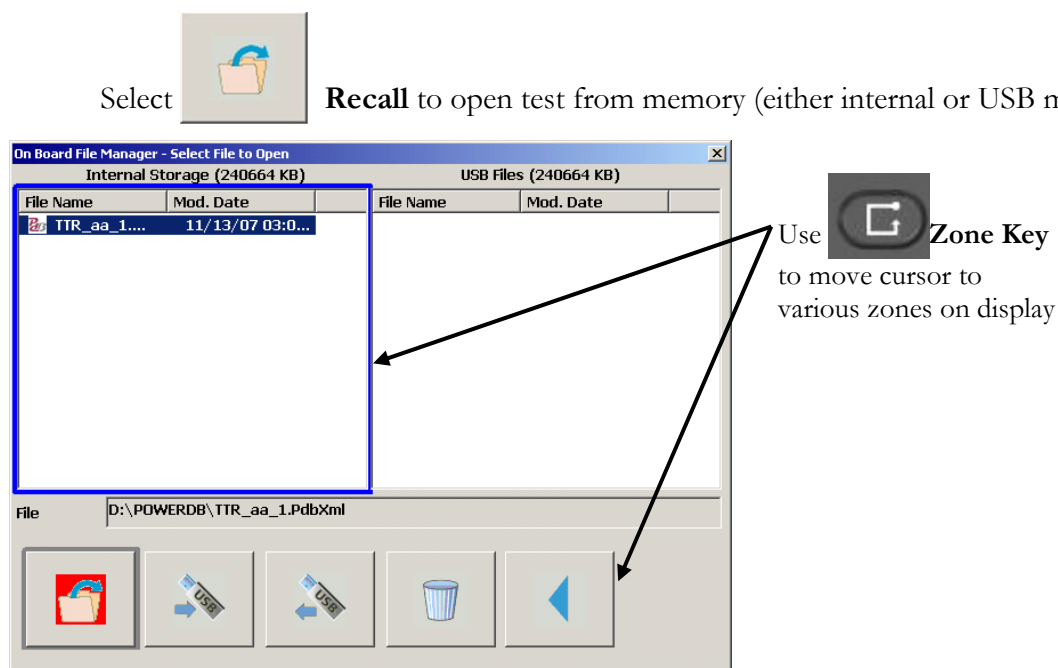 Select Recall to open test from memory (either internal or USB m
On Board File Manager - Select File to Open
Internal Storage (240664 KB) USB Files (240664 KB)
File Name Mod. Date File Name Mod. Date
TTR_aa_1.... 11/13/07 03:0...
Use Zone Key
to move cursor to
various zones on display
File D:\POWERDB\TTR_aa_1.PdbXml
USB USB